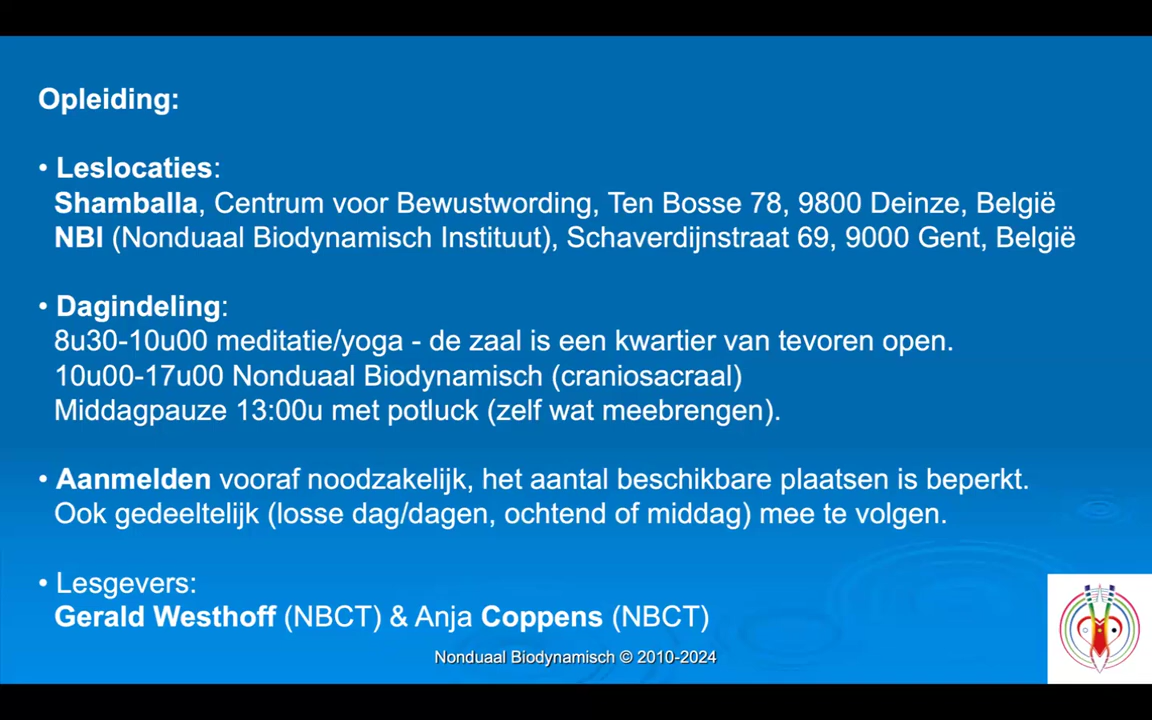 Opleiding:
• Leslocaties:
Shamballa, Centrum voor Bewustwording, Ten Bosse 78, 9800 Deinze, België
NBI (Nonduaal Biodynamisch Instituut), Schaverdijnstraat 69, 9000 Gent, België
• Dagindeling:
8u30-10u00 meditatie/yoga - de zaal is een kwartier van tevoren open.
10u00-17u00 Nonduaal Biodynamisch (craniosacraal)
Middagpauze 13:00u met potluck (zelf wat meebrengen).
• Aanmelden vooraf noodzakelijk, het aantal beschikbare plaatsen is beperkt.
Ook gedeeltelijk (losse dag/dagen, ochtend of middag) mee te volgen.
• Lesgevers:
Gerald Westhoff (NBCT) & Anja Coppens (NBCT)
Nonduaal Biodynamisch © 2010-2024